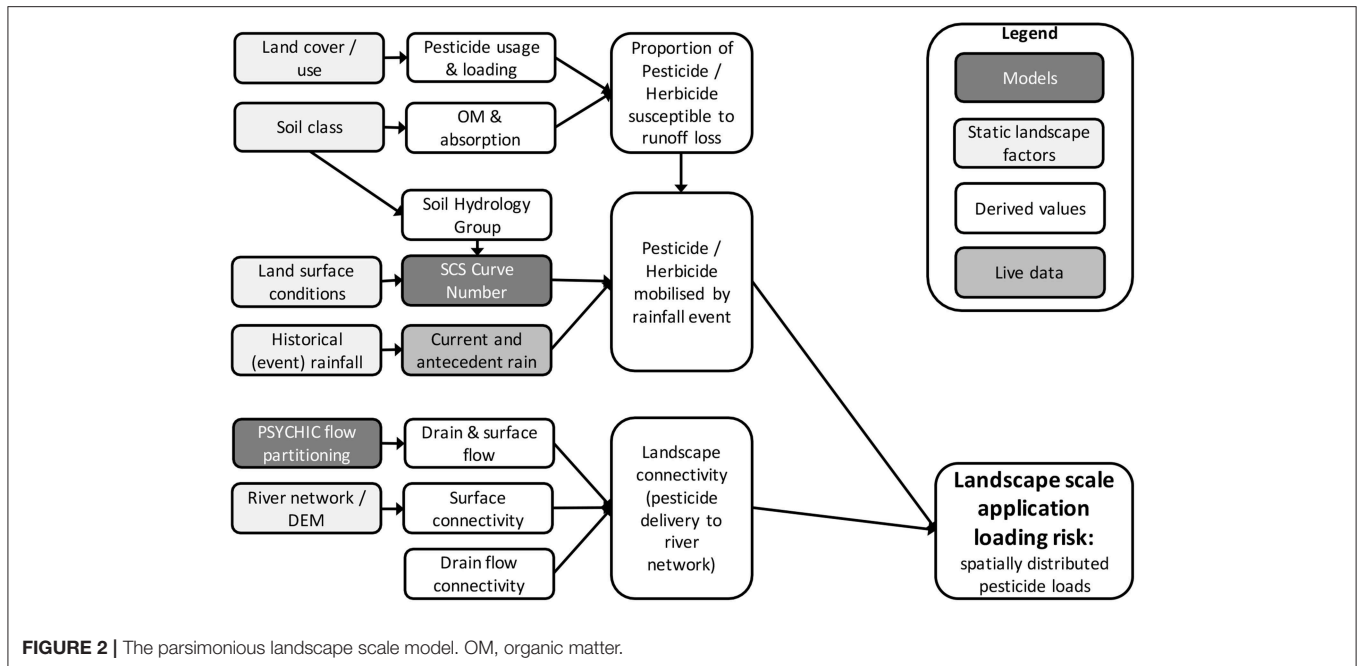 Land cover /
use
Pesticide usage
& loading
Proportion of
Pesticide /
Herbicide
susceptible to
runoff loss
Soil class
OM &
absorption
Soil Hydrology
Group
Land surface
conditions
SCS Curve
Number
Pesticide /
Herbicide
mobilised by
rainfall event
Historical
(event) rainfall
Current and
antecedent rain
PSYCHIC flow
partitioning
Drain & surface
flow
River network /
DEM
Surface
connectivity
Drain flow
connectivity
Landscape
connectivity
(pesticide
delivery to
river
network)
Legend
Models
Static landscape
factors
Derived values
Live data
Landscape scale
application
loading risk:
spatially distributed
pesticide loads
FIGURE 2 | The parsimonious landscape scale model. OM, organic matter.